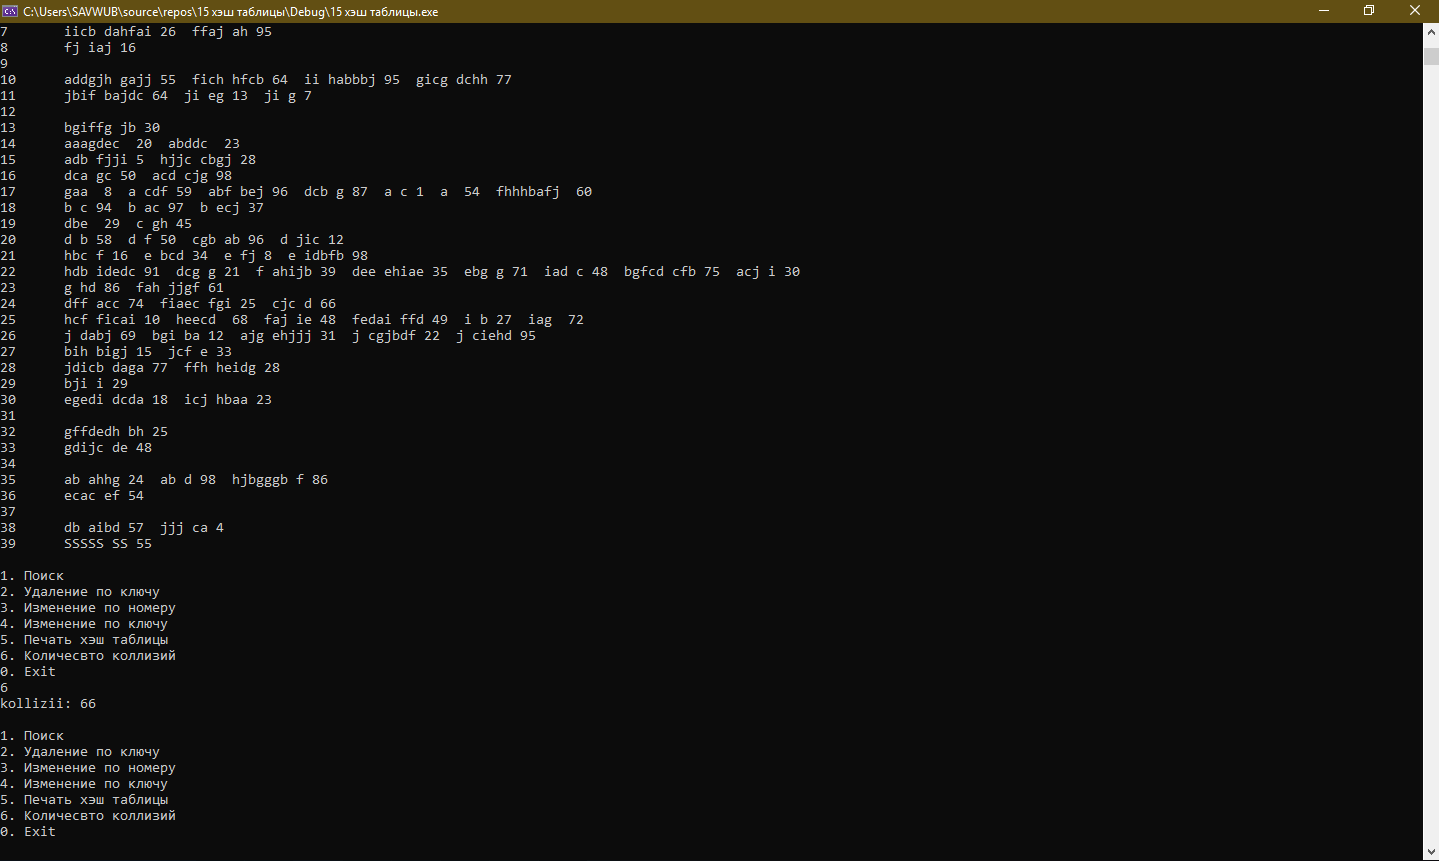 C:\Users\SAVWUB\source\repos\15 хэш таблицы\Debug\15 хэш таблицы.exe
7 iicb dahfai 26 ffaj ah 95
8 fj iaj 16
9
10 addgjh gajj 55 fich hfcb 64 ii habbbj 95 gicg dchh 77
11 jbif bajdc 64 ji eg 13 ji g 7
12
13 bgiffg jb 30
14 aaagdec 20 abddc 23
15 adb fjji 5 hjjc cbgj 28
16 dca gc 50 acd cjg 98
17 gaa 8 a cdf 59 abf bej 96 dcb g 87 a c 1 a 54 fhhhbafj 60
18 b c 94 b ac 97 b ecj 37
19 dbe 29 c gh 45
20 d b 58 d f 50 cgb ab 96 d jic 12
21 hbc f 16 e bcd 34 e fj 8 e idbfb 98
22 hdb idedc 91 dcg g 21 f ahijb 39 dee ehiae 35 ebg g 71 iad c 48 bgfcd cfb 75 acj i 30
23 g hd 86 fah jjgf 61
24 dff acc 74 fiaec fgi 25 cjc d 66
25 hcf ficai 10 heecd 68 faj ie 48 fedai ffd 49 i b 27 iag 72
26 j dabj 69 bgi ba 12 ajg ehjjj 31 j cgjbdf 22 j ciehd 95
27 bih bigj 15 jcf e 33
28 jdicb daga 77 ffh heidg 28
29 bji i 29
30 egedi dcda 18 icj hbaa 23
31
32 gffdedh bh 25
33 gdijc de 48
34
35 ab ahhg 24 ab d 98 hjbgggb f 86
36 ecac ef 54
37
38 db aibd 57 jjj ca 4
39 SSSSS SS 55
1. Поиск
2. Удаление по ключу
3. Изменение по номеру
4. Изменение по ключу
5. Печать хэш таблицы
6. Количесвто коллизий
0. Exit
6
kollizii: 66
1. Поиск
2. Удаление по ключу
3. Изменение по номеру
4. Изменение по ключу
5. Печать хэш таблицы
6. Количесвто коллизий
0. Exit